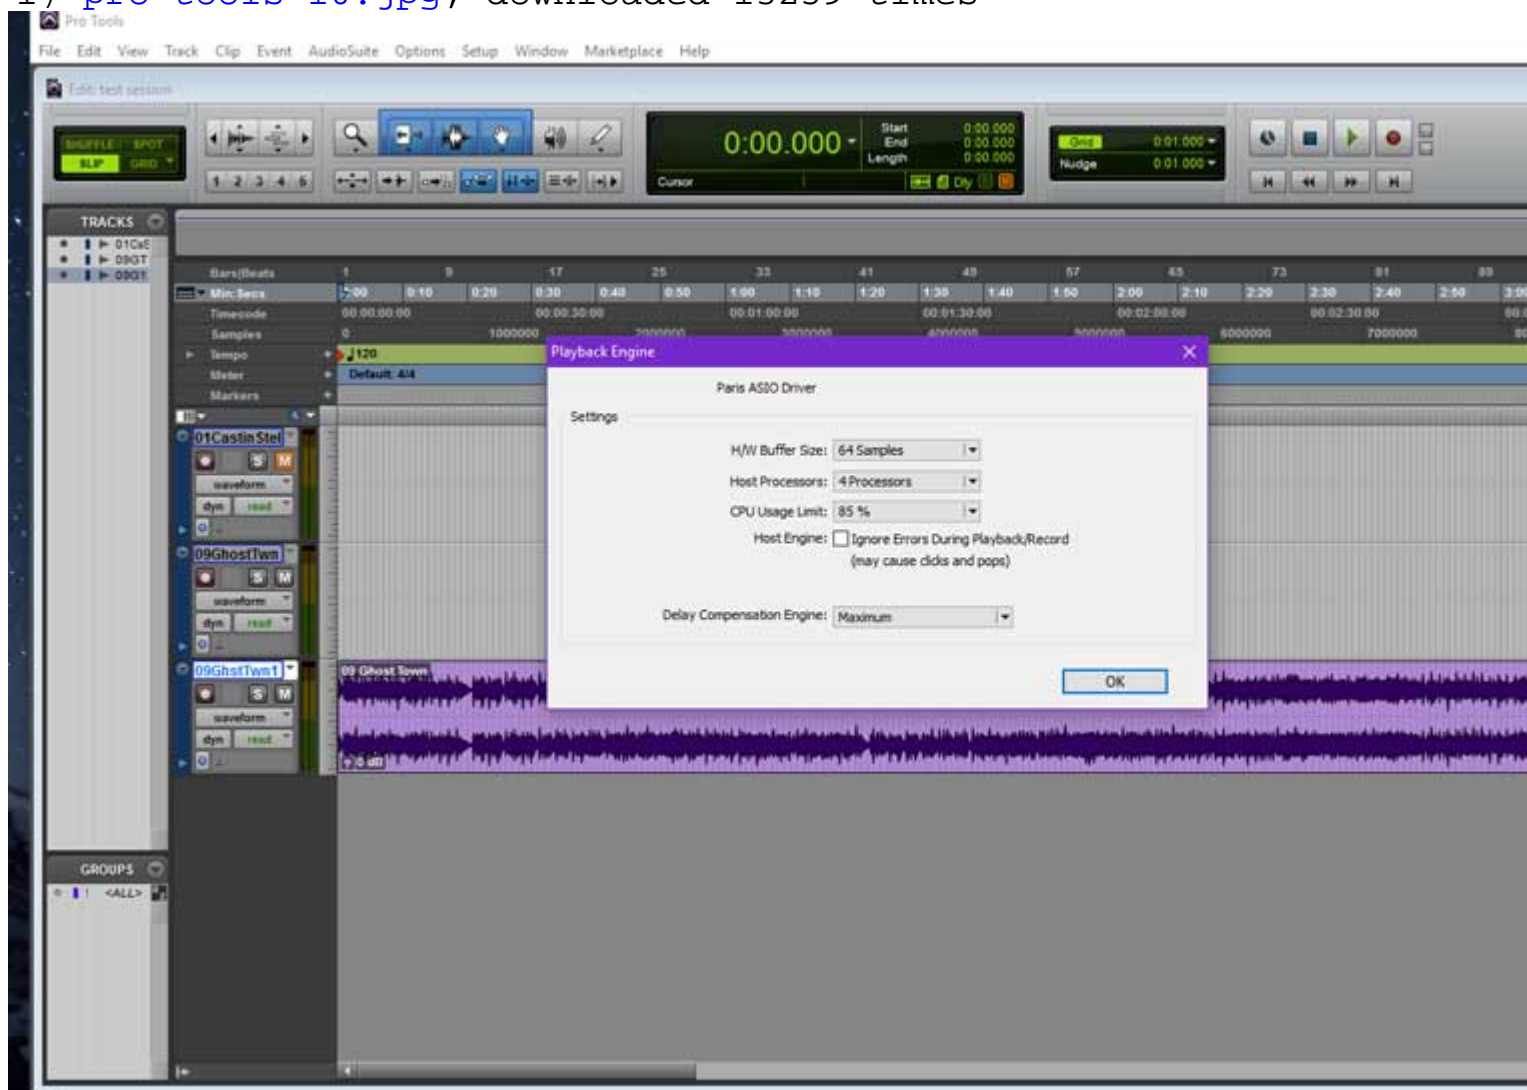 1) pro tools 10.jpg, downloaded 15259 times
Pro Tools
File Edit View Track Clip Event AudioSuite Options Setup Window Marketplace Help
Edit: test session
SHUFFLE SPOT
SLIP GRID
1 2 3 4 5
0:00.000
Start 0:00.000
End 0:00.000
Length 0:00.000
Cursor
Dly
Grid 0:01.000
Nudge 0:01.000
TRACKS
01CaS
09GT
09G1
Bars|Beats 1 9 17 25 33 41 49 57 65 73 81 89
Min:Secs 0:00 0:10 0:20 0:30 0:40 0:50 1:00 1:10 1:20 1:30 1:40 1:50 2:00 2:10 2:20 2:30 2:40 2:50 3:00
Timecode 00:00:00:00 00:00:30:00 00:01:00:00 00:01:30:00 00:02:00:00 00:02:30:00
Samples 0 1000000 2000000 3000000 4000000 5000000 6000000 7000000
Tempo 120
Meter Default: 4/4
Markers
Playback Engine
Paris ASIO Driver
Settings
H/W Buffer Size: 64 Samples
Host Processors: 4 Processors
CPU Usage Limit: 85 %
Host Engine: Ignore Errors During Playback/Record
(may cause clicks and pops)
Delay Compensation Engine: Maximum
OK
01CastinStel
S M
waveform
dyn read
09GhostTwn
S M
waveform
dyn read
09GhstTwn1
S M
waveform
dyn read
09 Ghost Town
0 dB
GROUPS
! <ALL>